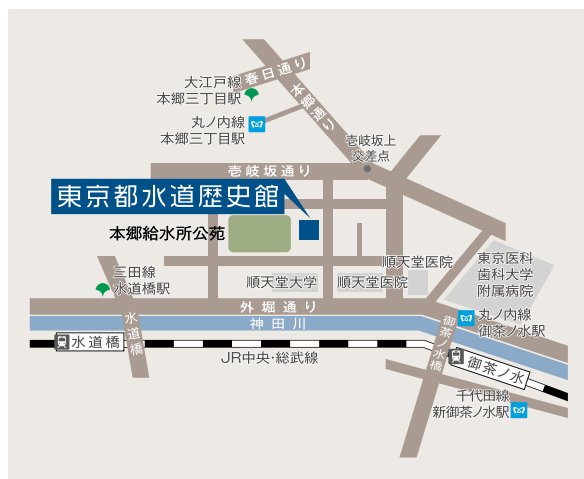 大江戸線
本郷三丁目駅
春日通り
本郷通り
丸ノ内線
本郷三丁目駅
壱岐坂上
交差点
壱岐坂通り
東京都水道歴史館
本郷給水所公苑
順天堂医院
東京医科
歯科大学
附属病院
三田線
水道橋駅
順天堂大学
順天堂医院
外堀通り
神田川
水道橋
御茶ノ水橋
丸ノ内線
御茶ノ水駅
水道橋
JR中央・総武線
御茶ノ水
千代田線
新御茶ノ水駅